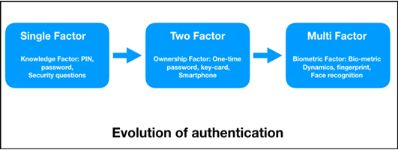 Single Factor
Knowledge Factor: PIN,
password,
Security questions
Two Factor
Ownership Factor: One-time
password, key-card,
Smartphone
Multi Factor
Biometric Factor: Bio-metric
Dynamics, fingerprint,
Face recognition
Evolution of authentication